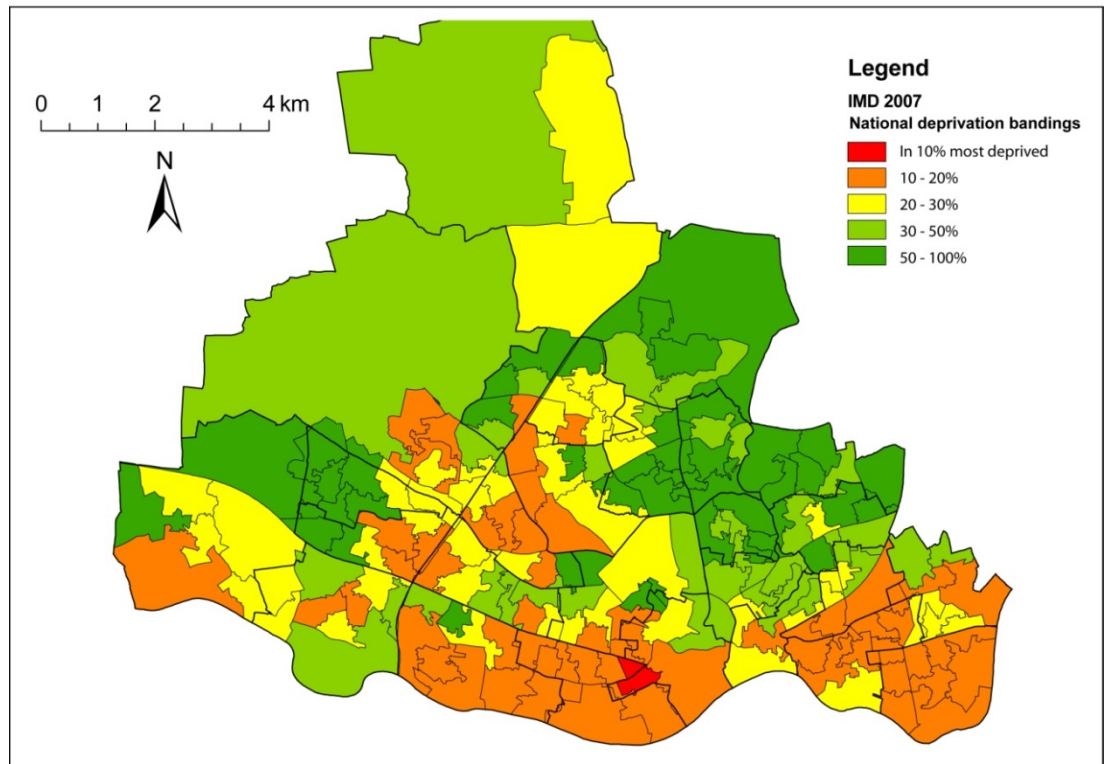 0 1 2 4 km
N
Legend
IMD 2007
National deprivation bandings
In 10% most deprived
10 - 20%
20 - 30%
30 - 50%
50 - 100%